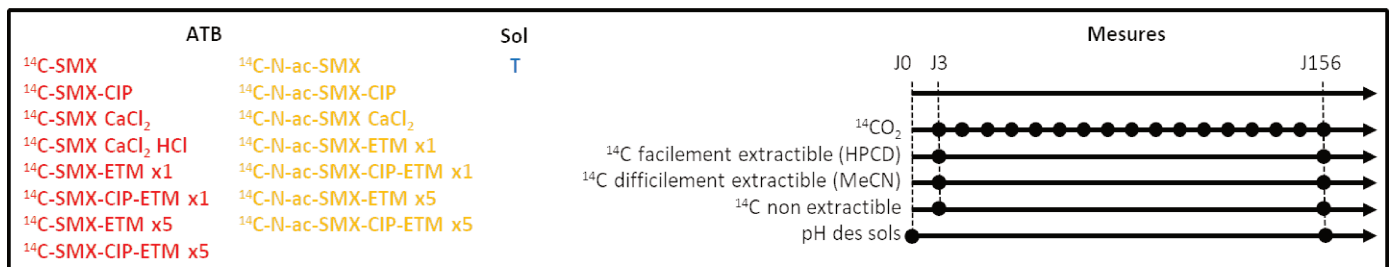 ATB Sol Mesures
¹⁴C-SMX ¹⁴C-N-ac-SMX T J0 J3 J156
¹⁴C-SMX-CIP ¹⁴C-N-ac-SMX-CIP
¹⁴C-SMX CaCl₂ ¹⁴C-N-ac-SMX CaCl₂ ¹⁴CO₂
¹⁴C-SMX CaCl₂ HCl ¹⁴C-N-ac-SMX-ETM x1 ¹⁴C facilement extractible (HPCD)
¹⁴C-SMX-ETM x1 ¹⁴C-N-ac-SMX-CIP-ETM x1 ¹⁴C difficilement extractible (MeCN)
¹⁴C-SMX-CIP-ETM x1 ¹⁴C-N-ac-SMX-ETM x5 ¹⁴C non extractible
¹⁴C-SMX-ETM x5 ¹⁴C-N-ac-SMX-CIP-ETM x5 pH des sols
¹⁴C-SMX-CIP-ETM x5